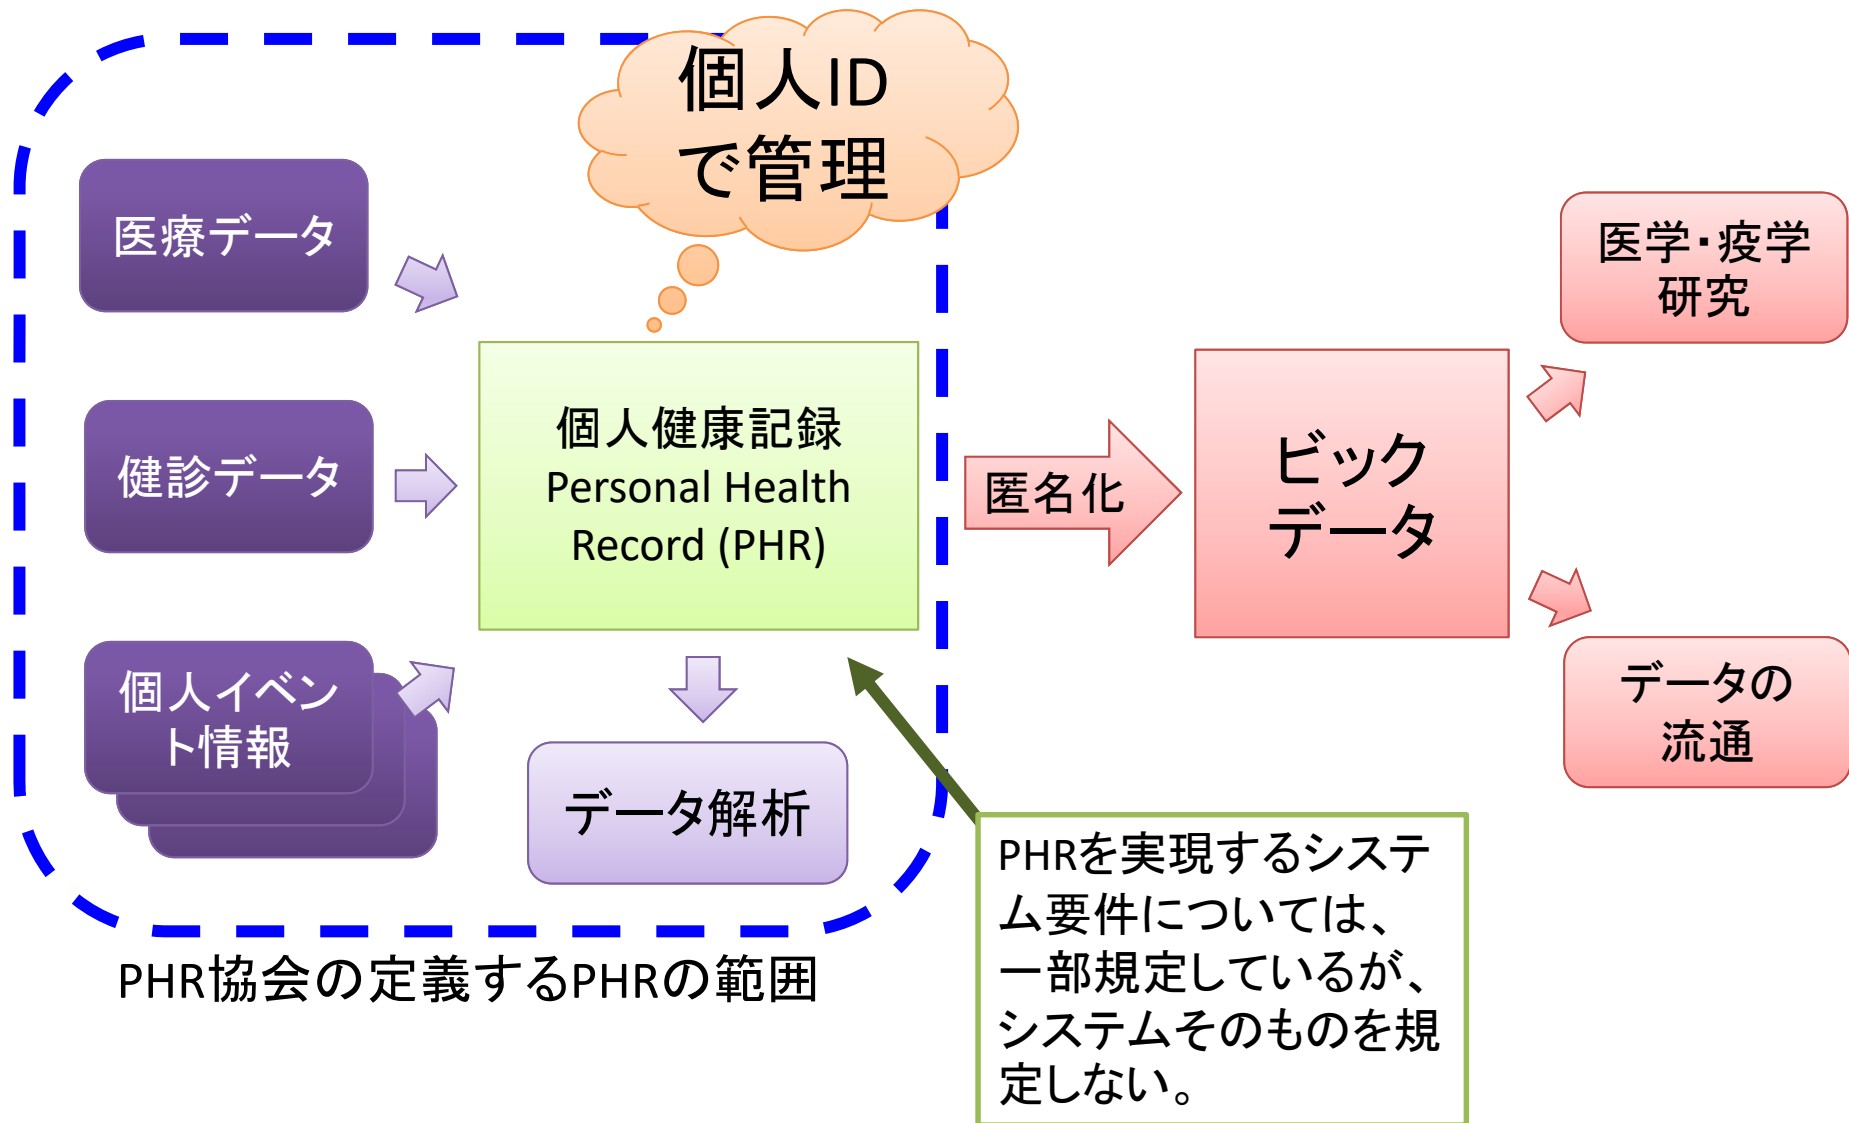 個人ID
で管理
医療データ
健診データ
個人イベン
ト情報
個人健康記録
Personal Health
Record (PHR)
データ解析
匿名化
ビック
データ
医学・疫学
研究
データの
流通
PHRを実現するシステ
ム要件については、
一部規定しているが、
システムそのものを規
定しない。
PHR協会の定義するPHRの範囲